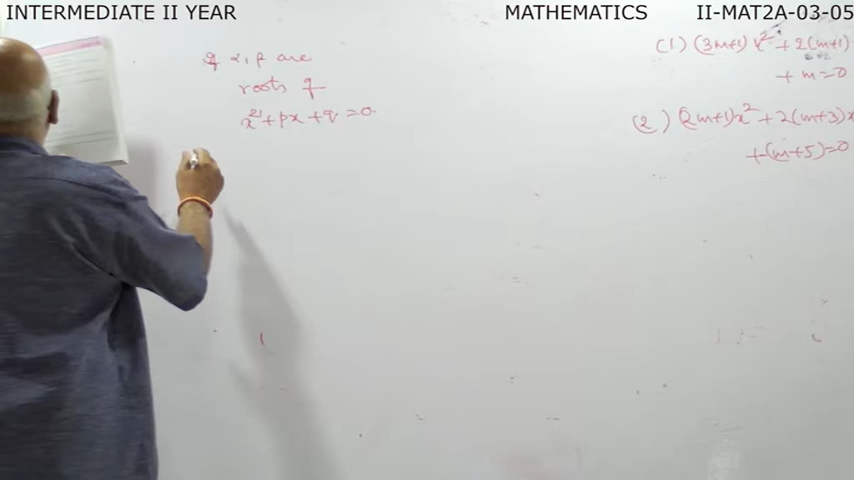 INTERMEDIATE II YEAR MATHEMATICS II-MAT2A-03-05
If α, β are
roots of
x² + px + q = 0
(1) (3m+1)x² + 2(m+1)
+ m = 0
(2) (2m+1)x² + 2(m+3)x
+ (m+5) = 0